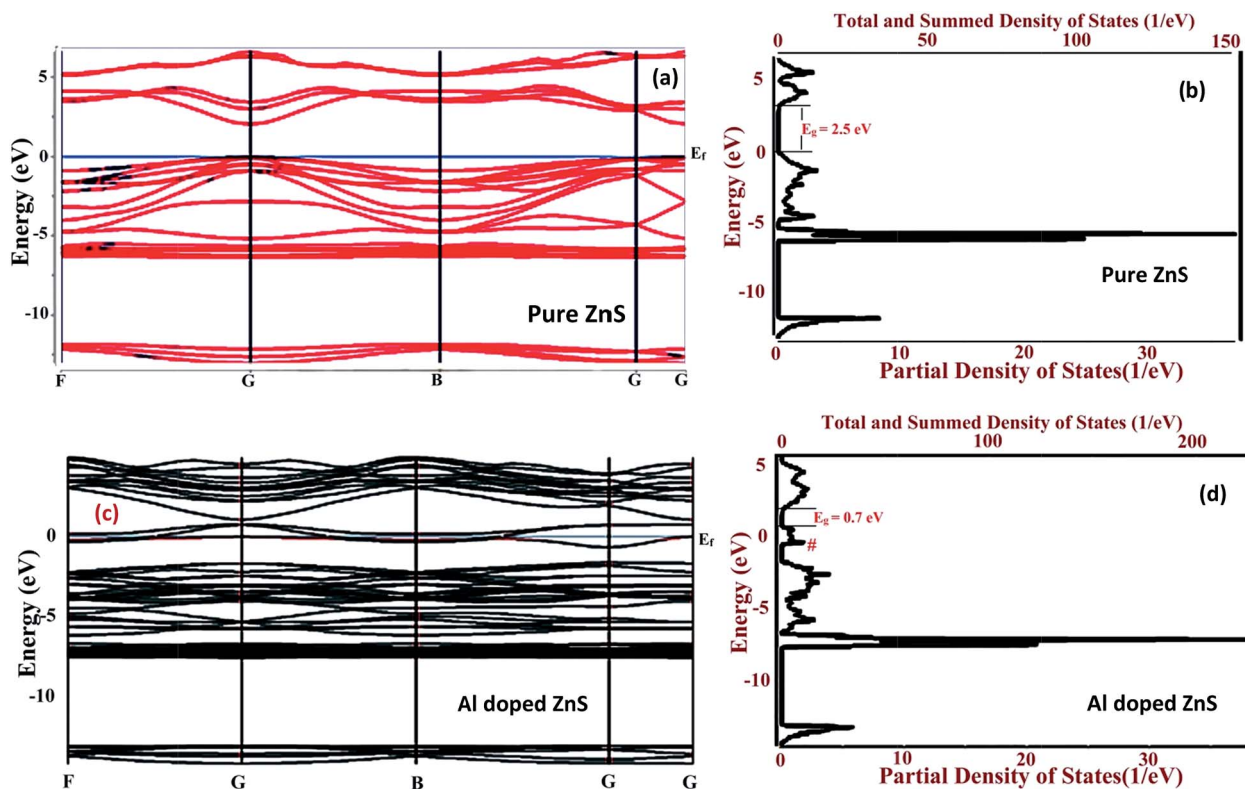 (a)
5
0
-5
-10
Energy (eV)
E_f
Pure ZnS
F G B G G
Total and Summed Density of States (1/eV)
0 50 100 150
(b)
5
0
-5
-10
Energy (eV)
E_g = 2.5 eV
Pure ZnS
0 10 20 30
Partial Density of States(1/eV)
(c)
0
-5
-10
Energy (eV)
E_f
Al doped ZnS
F G B G G
Total and Summed Density of States (1/eV)
0 100 200
(d)
5
0
-5
-10
Energy (eV)
E_g = 0.7 eV
#
Al doped ZnS
0 10 20 30
Partial Density of States(1/eV)